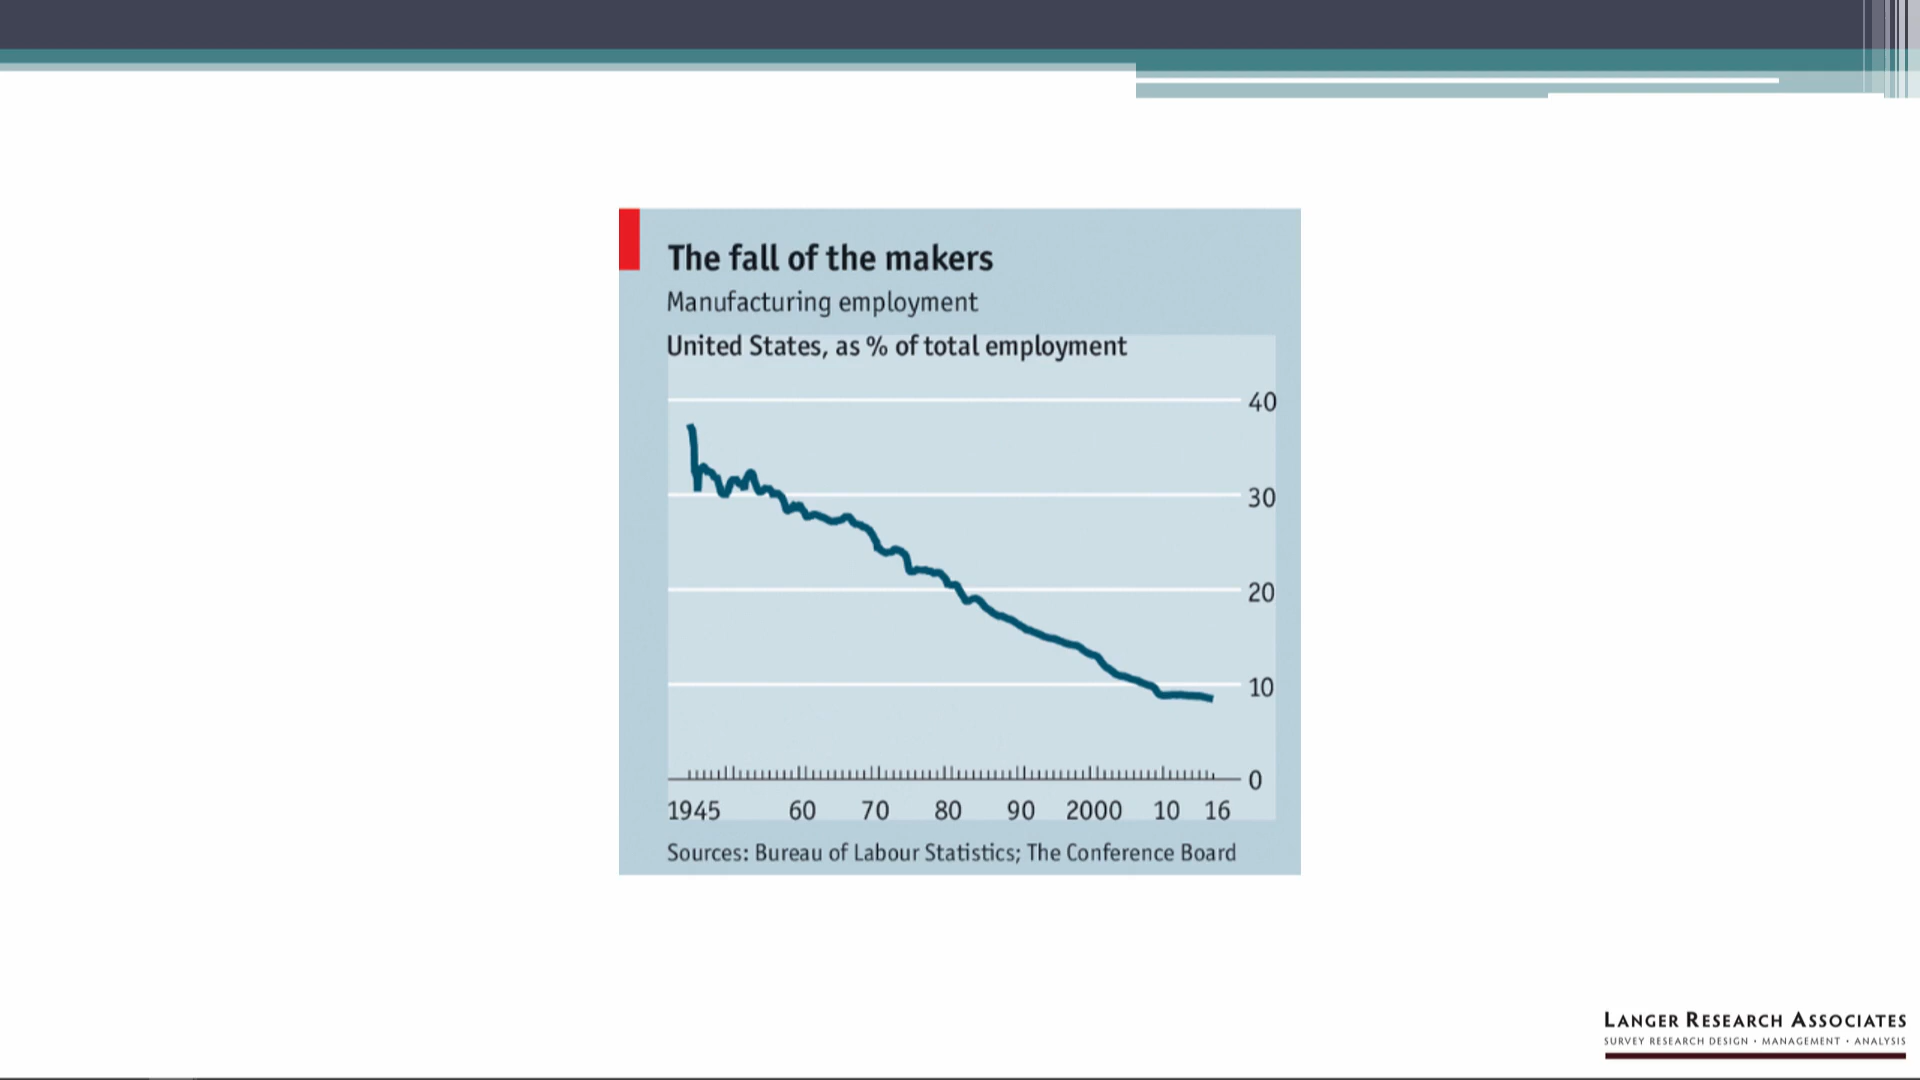 The fall of the makers
Manufacturing employment
United States, as % of total employment
40
30
20
10
0
1945 60 70 80 90 2000 10 16
Sources: Bureau of Labour Statistics; The Conference Board
LANGER RESEARCH ASSOCIATES
SURVEY RESEARCH DESIGN · MANAGEMENT · ANALYSIS